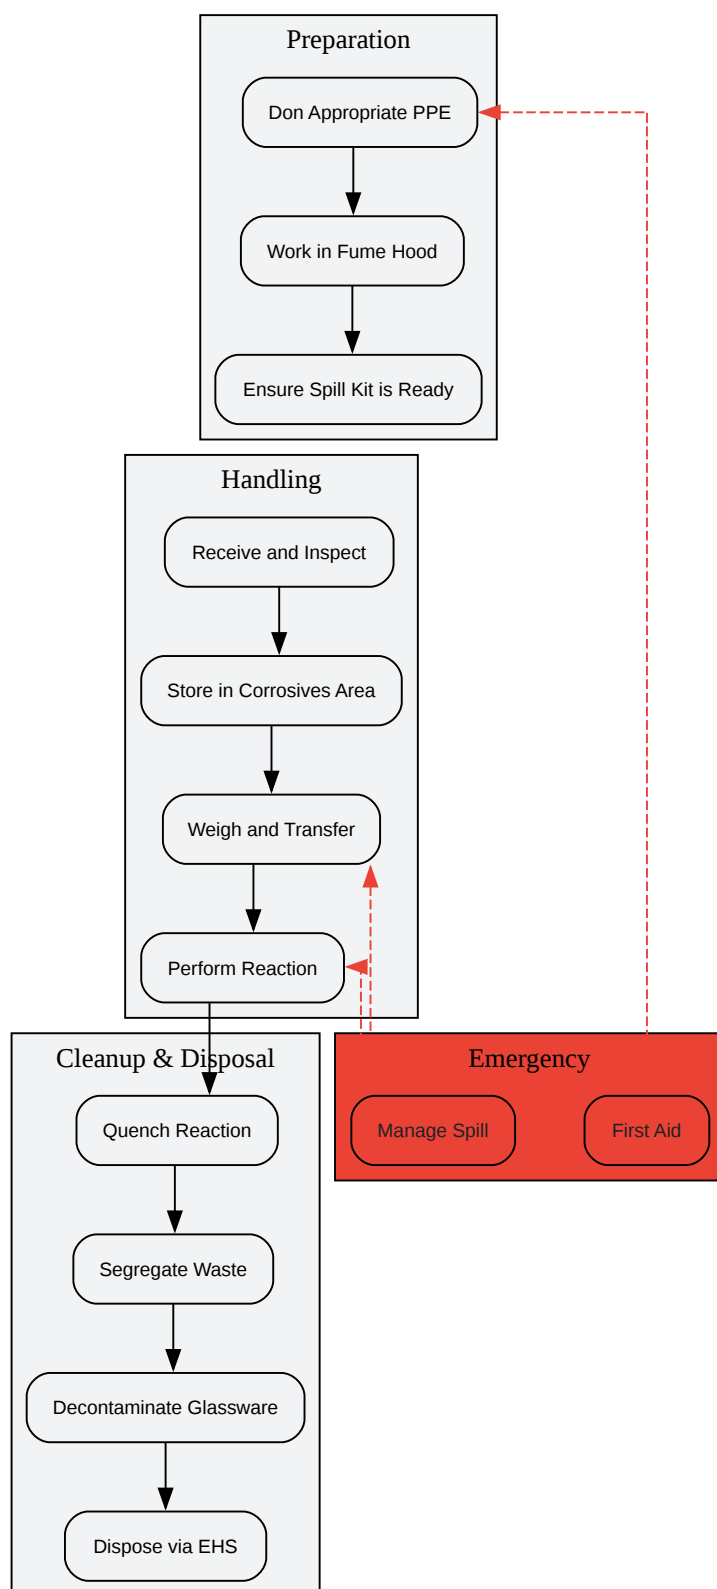 Preparation
Don Appropriate PPE
Work in Fume Hood
Ensure Spill Kit is Ready
Handling
Receive and Inspect
Store in Corrosives Area
Weigh and Transfer
Perform Reaction
Cleanup & Disposal
Quench Reaction
Segregate Waste
Decontaminate Glassware
Dispose via EHS
Emergency
Manage Spill
First Aid